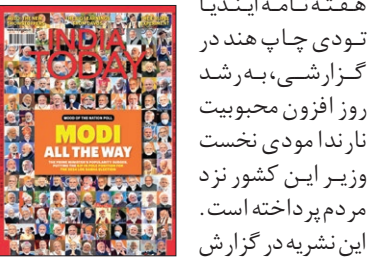 هفته‌نامه ایندیا
تودی چاپ هند در
گزارشی، به رشد
روز افزون محبوبیت
نارندا مودی نخست
وزیر این کشور نزد
مردم پرداخته است.
این نشریه در گزارش
INDIA
TODAY
MOOD OF THE NATION POLL
MODI
ALL THE WAY